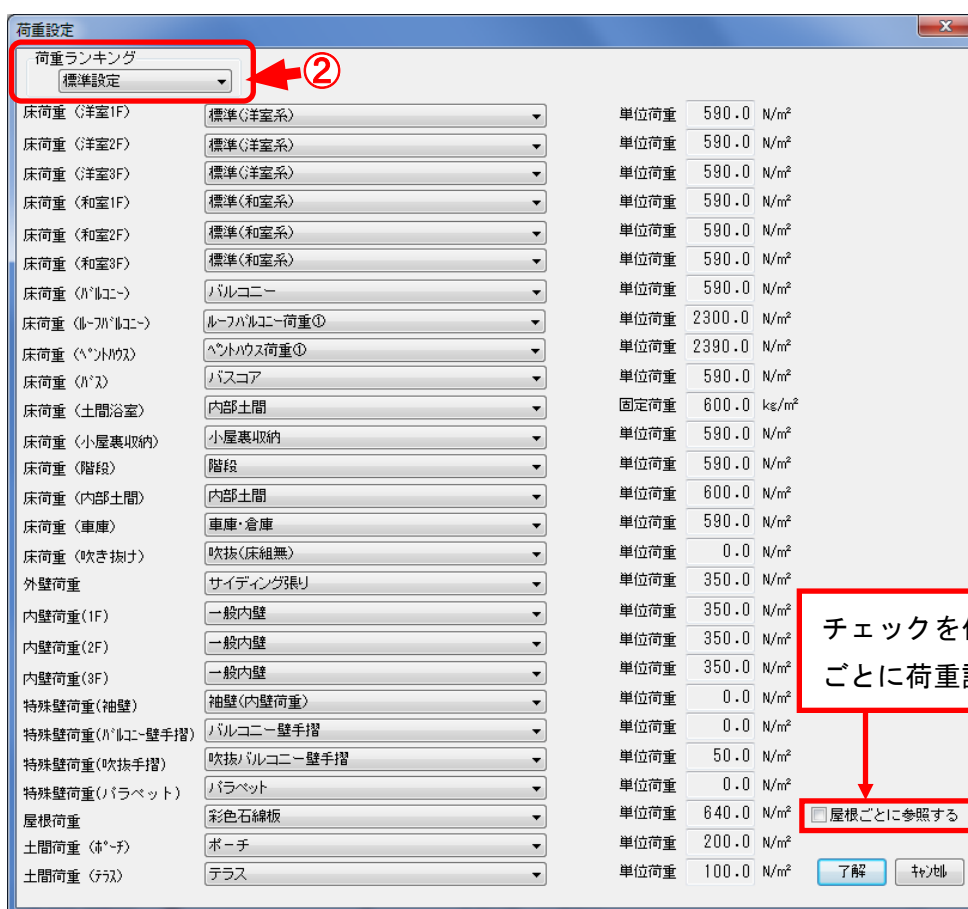 荷重設定
荷重ランキング
標準設定
②
床荷重（洋室1F） 標準(洋室系) 単位荷重 590.0 N/m²
床荷重（洋室2F） 標準(洋室系) 単位荷重 590.0 N/m²
床荷重（洋室3F） 標準(洋室系) 単位荷重 590.0 N/m²
床荷重（和室1F） 標準(和室系) 単位荷重 590.0 N/m²
床荷重（和室2F） 標準(和室系) 単位荷重 590.0 N/m²
床荷重（和室3F） 標準(和室系) 単位荷重 590.0 N/m²
床荷重（ﾊﾞﾙｺﾆｰ） バルコニー 単位荷重 590.0 N/m²
床荷重（ﾙｰﾌﾊﾞﾙｺﾆｰ） ﾙｰﾌﾊﾞﾙｺﾆｰ荷重① 単位荷重 2300.0 N/m²
床荷重（ﾍﾟﾝﾄﾊｳｽ） ﾍﾟﾝﾄﾊｳｽ荷重① 単位荷重 2390.0 N/m²
床荷重（ﾊﾞｽ） バスコア 単位荷重 590.0 N/m²
床荷重（土間浴室） 内部土間 固定荷重 600.0 kg/m²
床荷重（小屋裏収納） 小屋裏収納 単位荷重 590.0 N/m²
床荷重（階段） 階段 単位荷重 590.0 N/m²
床荷重（内部土間） 内部土間 単位荷重 600.0 N/m²
床荷重（車庫） 車庫･倉庫 単位荷重 590.0 N/m²
床荷重（吹き抜け） 吹抜(床組無) 単位荷重 0.0 N/m²
外壁荷重 サイディング張り 単位荷重 350.0 N/m²
内壁荷重(1F) 一般内壁 単位荷重 350.0 N/m²
内壁荷重(2F) 一般内壁 単位荷重 350.0 N/m²
内壁荷重(3F) 一般内壁 単位荷重 350.0 N/m²
チェックを
ごとに荷重
特殊壁荷重(袖壁) 袖壁(内壁荷重) 単位荷重 0.0 N/m²
特殊壁荷重(ﾊﾞﾙｺﾆｰ壁手摺) バルコニー壁手摺 単位荷重 0.0 N/m²
特殊壁荷重(吹抜手摺) 吹抜バルコニー壁手摺 単位荷重 50.0 N/m²
特殊壁荷重(パラペット) パラペット 単位荷重 0.0 N/m²
屋根荷重 彩色石綿板 単位荷重 640.0 N/m² 屋根ごとに参照する
土間荷重（ﾎﾟｰﾁ） ポーチ 単位荷重 200.0 N/m²
土間荷重（ﾃﾗｽ） テラス 単位荷重 100.0 N/m² 了解 ｷｬﾝｾﾙ